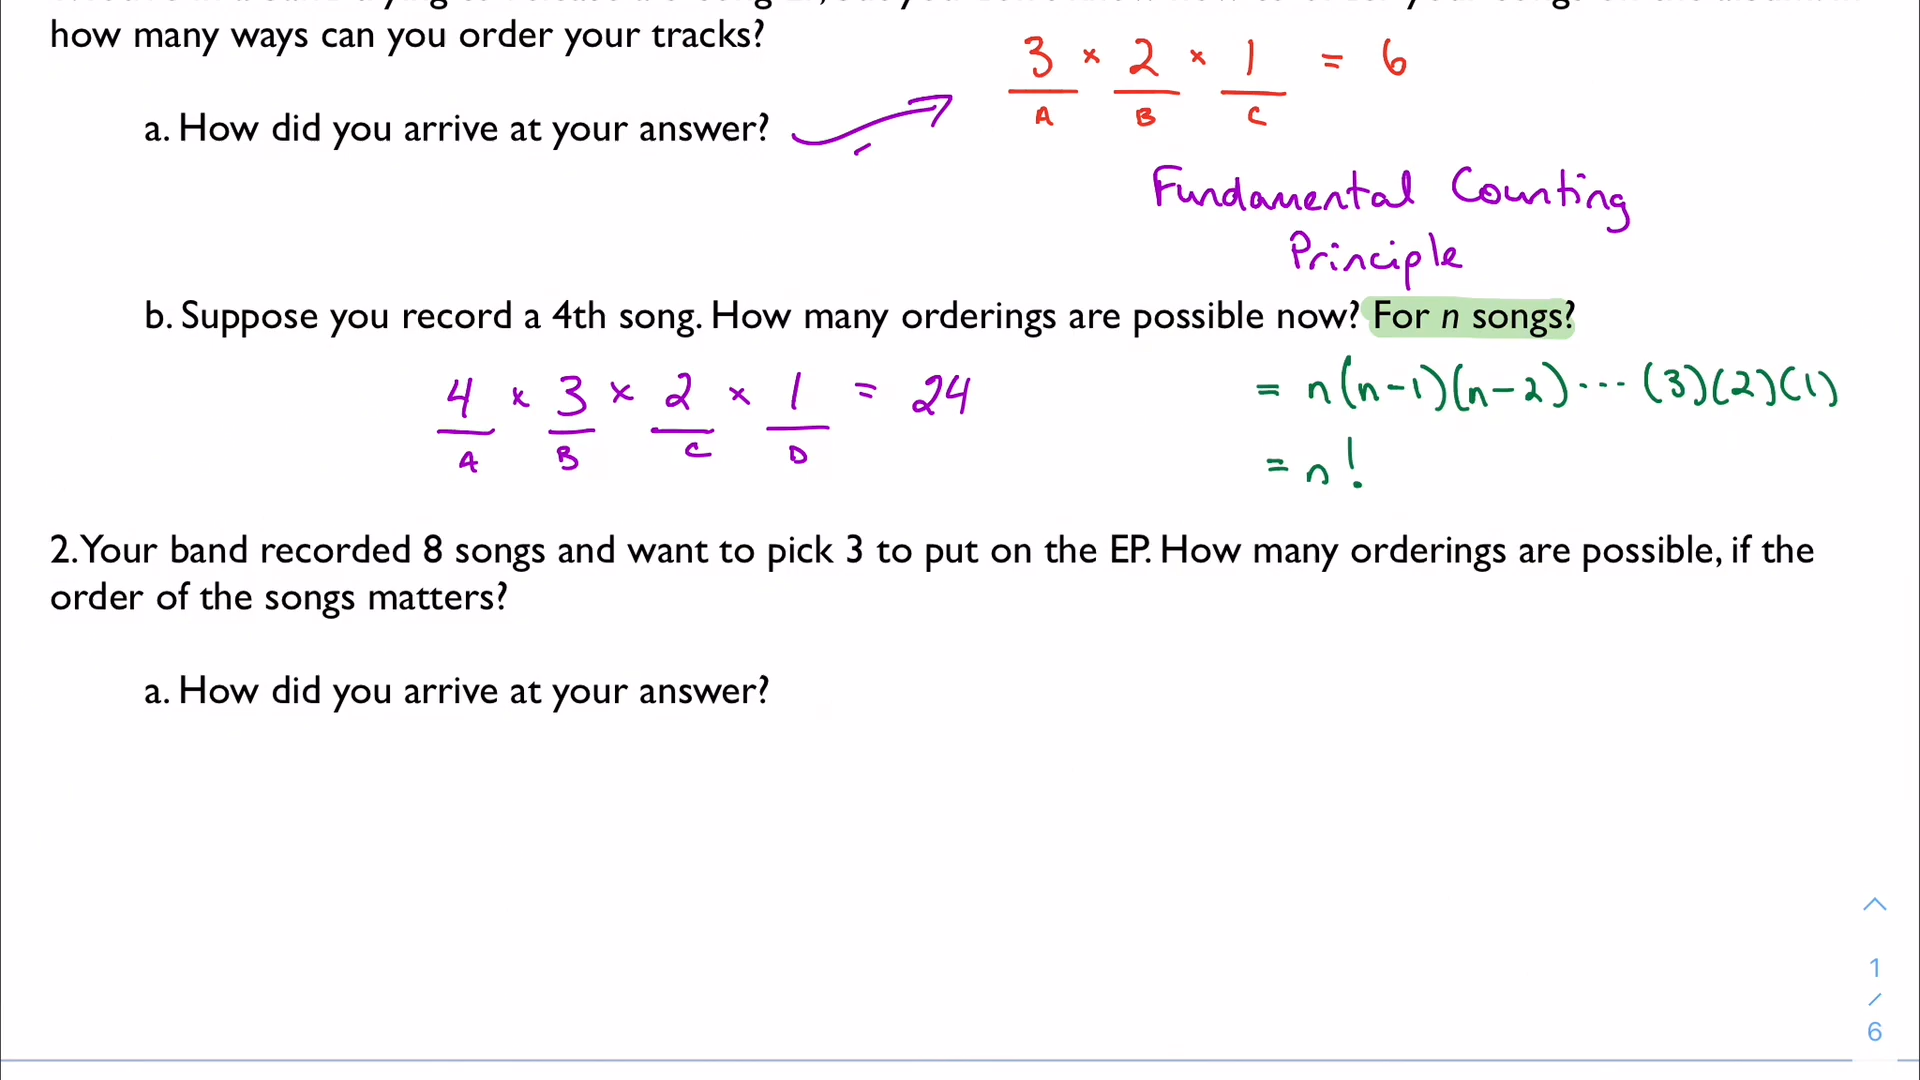 how many ways can you order your tracks?
3 × 2 × 1 = 6
A B C
a. How did you arrive at your answer?
Fundamental Counting
Principle
b. Suppose you record a 4th song. How many orderings are possible now? For n songs?
4 × 3 × 2 × 1 = 24
A B C D
= n(n-1)(n-2)··· (3)(2)(1)
= n!
2. Your band recorded 8 songs and want to pick 3 to put on the EP. How many orderings are possible, if the
order of the songs matters?
a. How did you arrive at your answer?
1
/
6